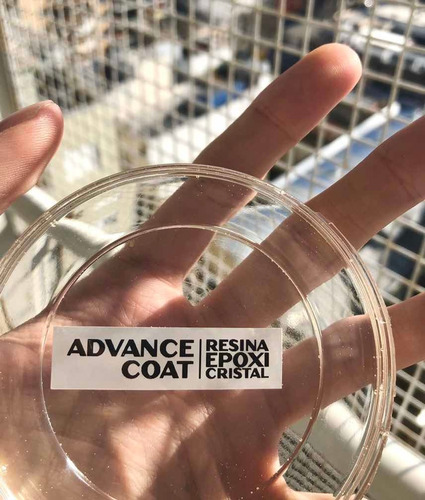 ADVANCE
COAT
RESINA
EPOXI
CRISTAL